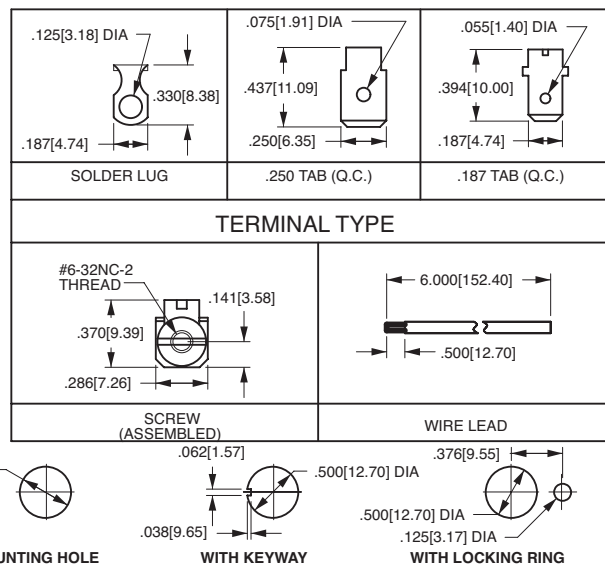 .125[3.18] DIA
.330[8.38]
.187[4.74]
SOLDER LUG
.075[1.91] DIA
.437[11.09]
.250[6.35]
.250 TAB (Q.C.)
.055[1.40] DIA
.394[10.00]
.187[4.74]
.187 TAB (Q.C.)
TERMINAL TYPE
#6-32NC-2
THREAD
.141[3.58]
.370[9.39]
.286[7.26]
SCREW
(ASSEMBLED)
6.000[152.40]
.500[12.70]
WIRE LEAD
UNTING HOLE
.062[1.57]
.500[12.70] DIA
.038[9.65]
WITH KEYWAY
.376[9.55]
.500[12.70] DIA
.125[3.17] DIA
WITH LOCKING RING